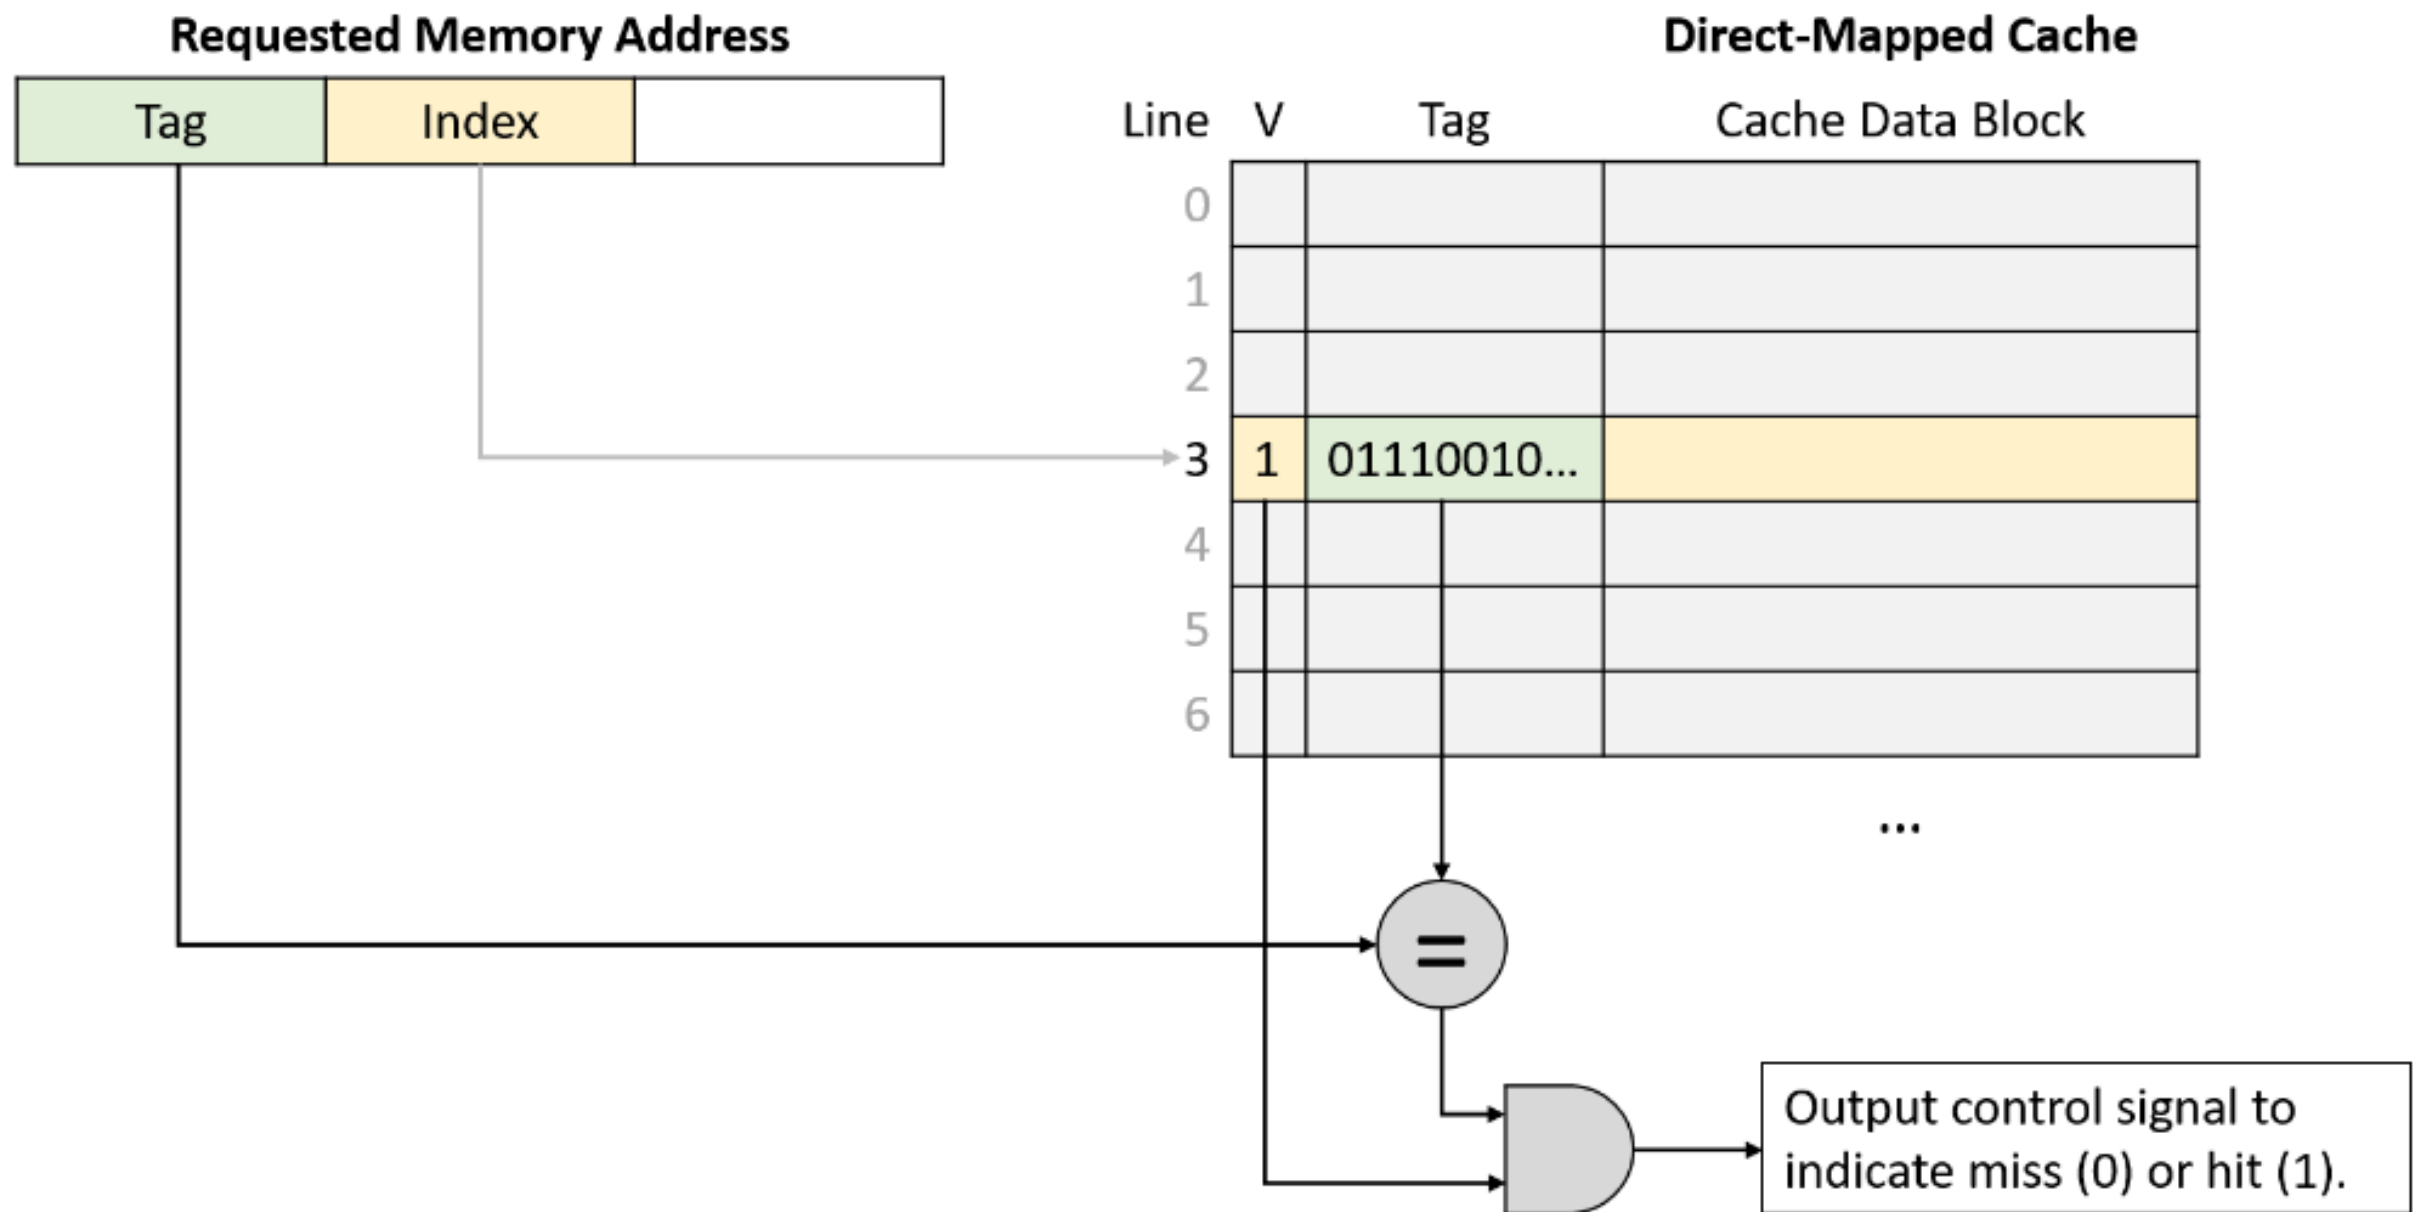 Requested Memory Address
Direct-Mapped Cache
Tag Index
Line V Tag Cache Data Block
0
1
2
3 1 01110010...
4
5
6
...
=
Output control signal to
indicate miss (0) or hit (1).